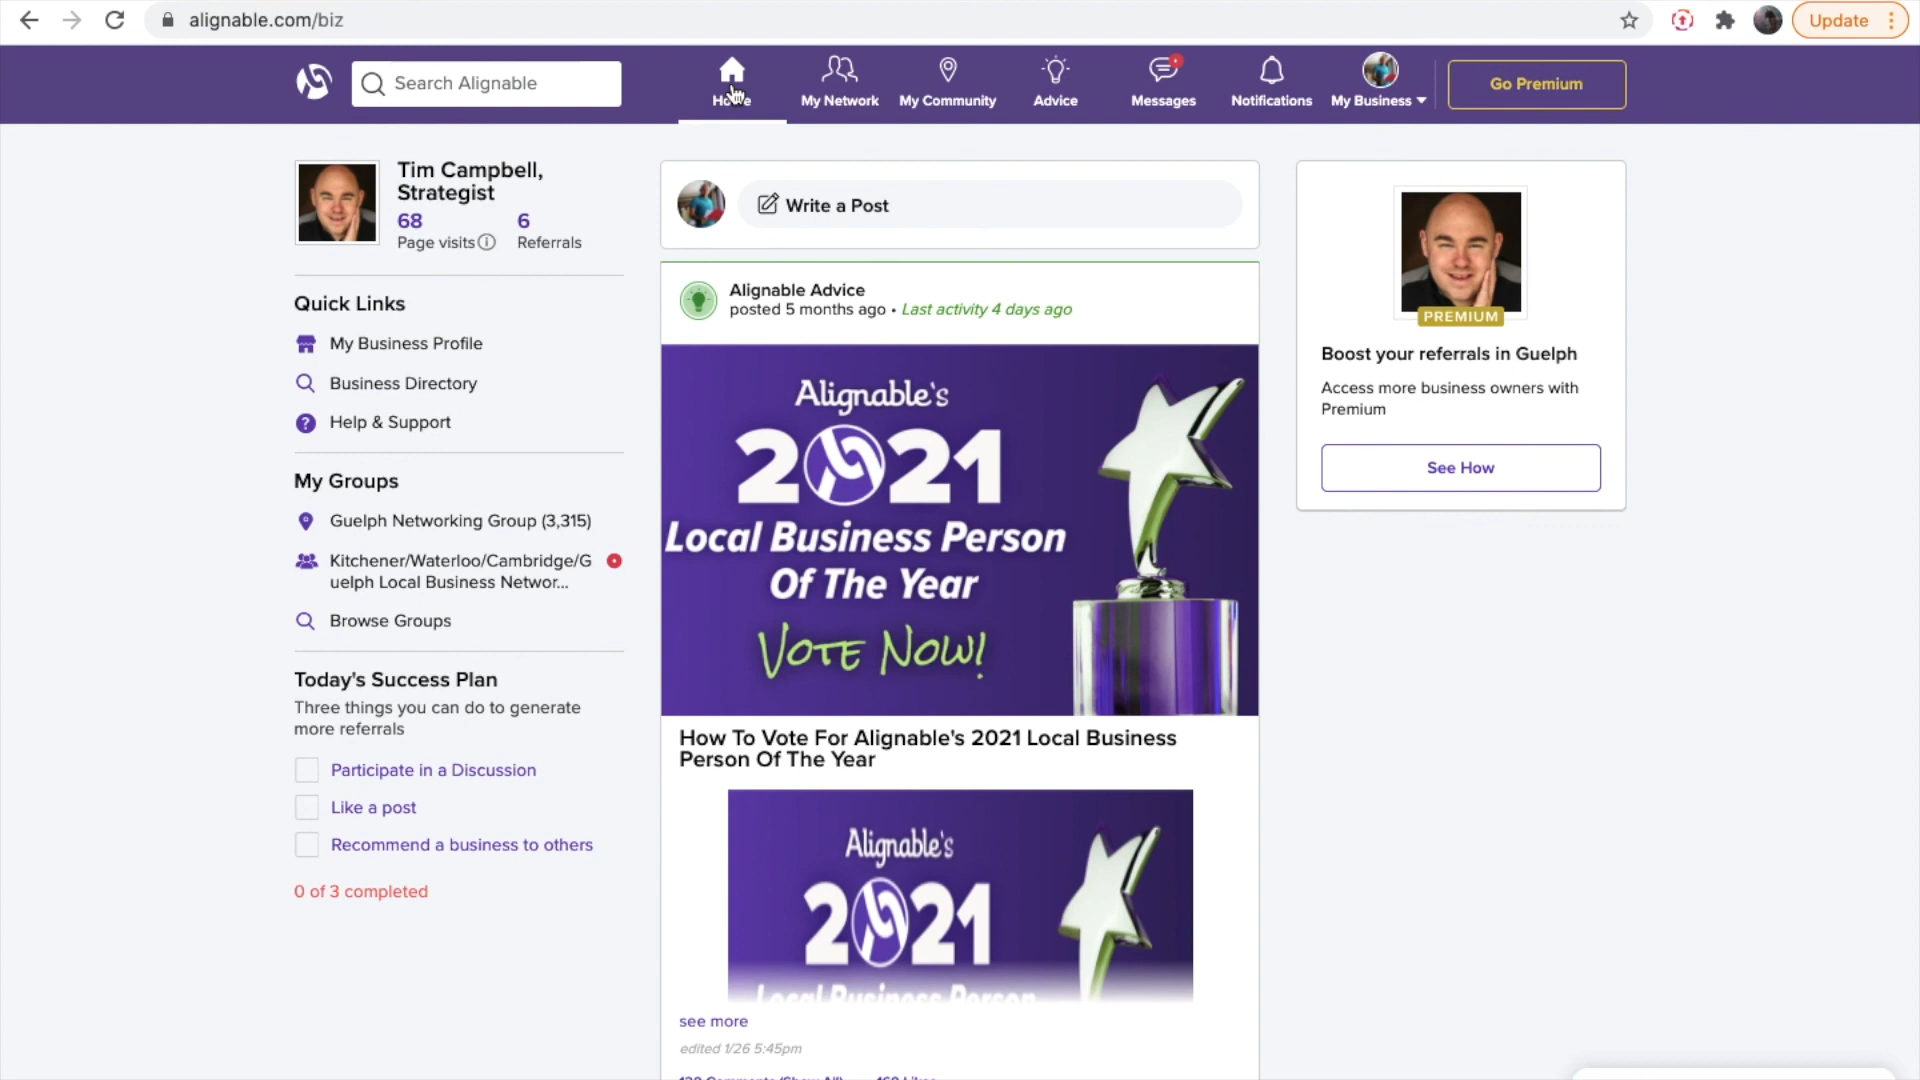 alignable.com/biz
Update
Search Alignable
Home
My Network
My Community
Advice
Messages
Notifications
My Business
Go Premium
Tim Campbell,
Strategist
68
Page visits
6
Referrals
Quick Links
My Business Profile
Business Directory
Help & Support
My Groups
Guelph Networking Group (3,315)
Kitchener/Waterloo/Cambridge/G
uelph Local Business Networ...
Browse Groups
Today's Success Plan
Three things you can do to generate
more referrals
Participate in a Discussion
Like a post
Recommend a business to others
0 of 3 completed
Write a Post
Alignable Advice
posted 5 months ago • Last activity 4 days ago
Alignable's
2021
Local Business Person
Of The Year
Vote Now!
How To Vote For Alignable's 2021 Local Business
Person Of The Year
Alignable's
2021
Local Business Person
see more
edited 1/26 5:45pm
PREMIUM
Boost your referrals in Guelph
Access more business owners with
Premium
See How